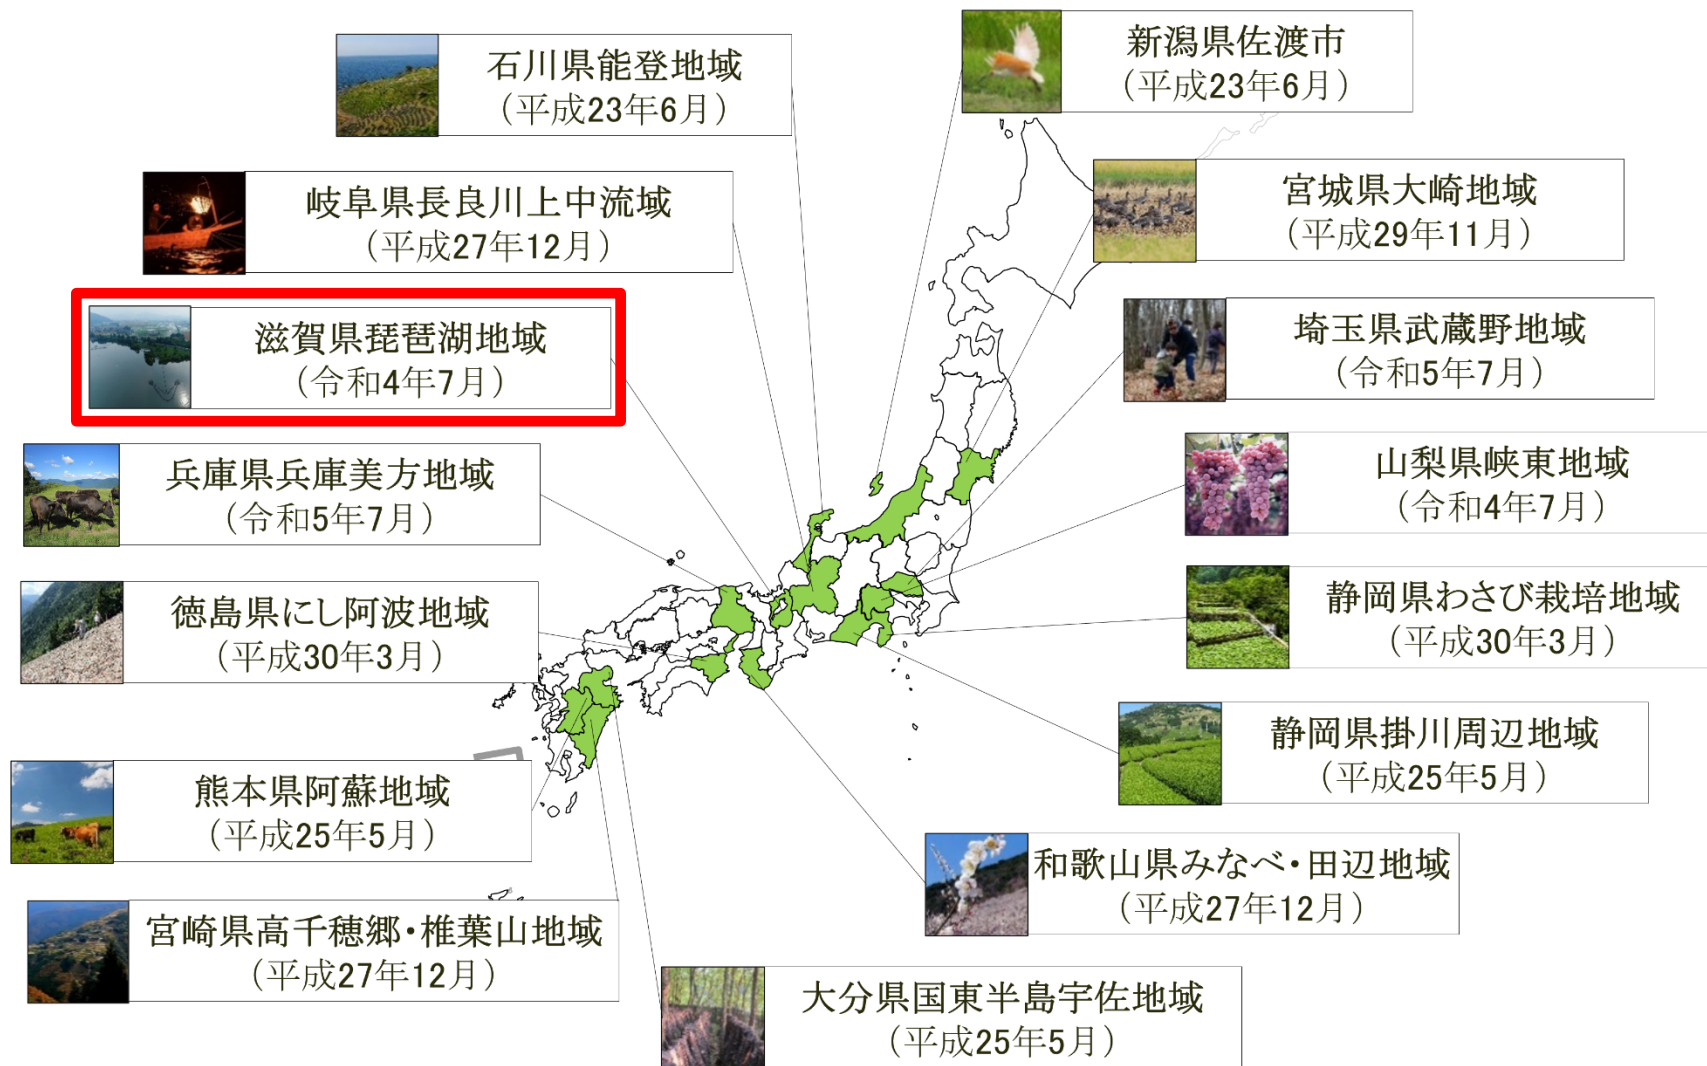 石川県能登地域
(平成23年6月)
新潟県佐渡市
(平成23年6月)
岐阜県長良川上中流域
(平成27年12月)
宮城県大崎地域
(平成29年11月)
滋賀県琵琶湖地域
(令和4年7月)
埼玉県武蔵野地域
(令和5年7月)
兵庫県兵庫美方地域
(令和5年7月)
山梨県峡東地域
(令和4年7月)
徳島県にし阿波地域
(平成30年3月)
静岡県わさび栽培地域
(平成30年3月)
静岡県掛川周辺地域
(平成25年5月)
熊本県阿蘇地域
(平成25年5月)
和歌山県みなべ・田辺地域
(平成27年12月)
宮崎県高千穂郷・椎葉山地域
(平成27年12月)
大分県国東半島宇佐地域
(平成25年5月)